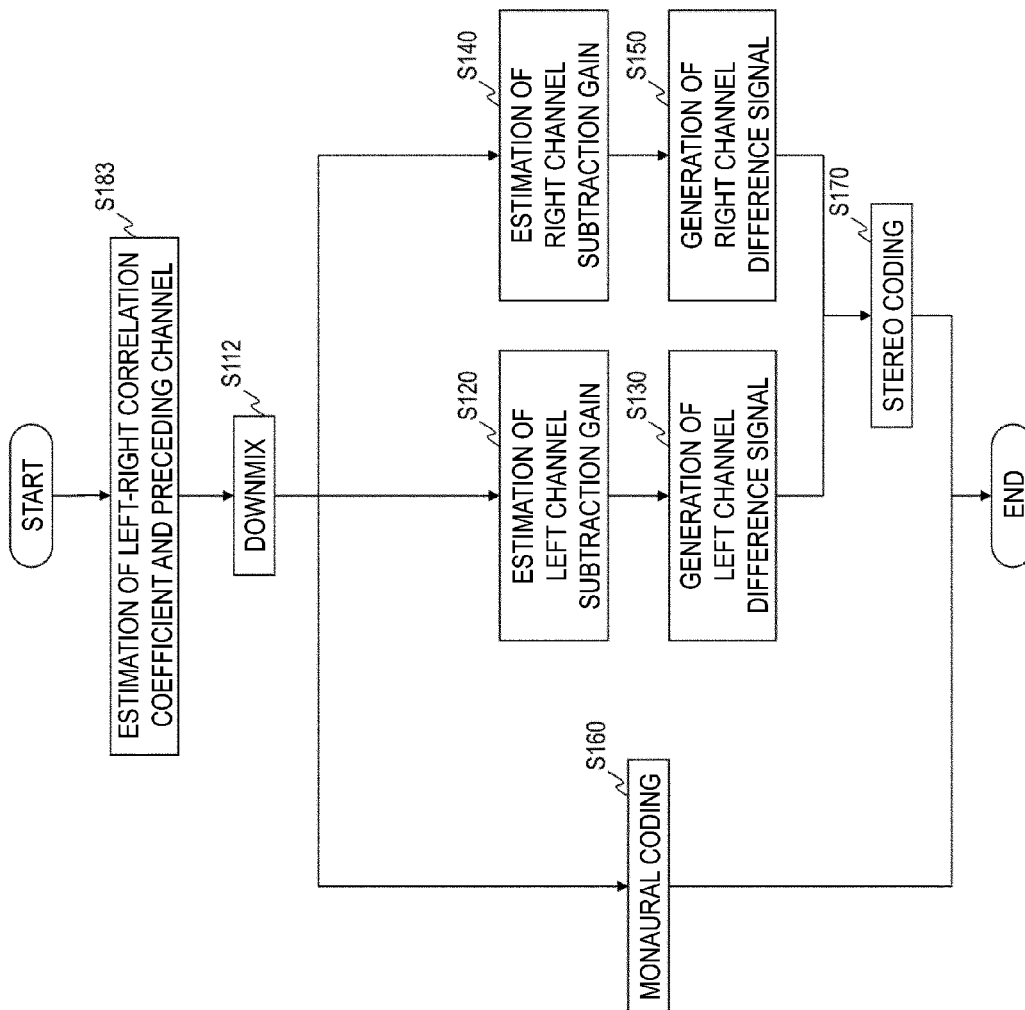 START
S183
ESTIMATION OF LEFT-RIGHT CORRELATION
COEFFICIENT AND PRECEDING CHANNEL
S112
DOWNMIX
S120
ESTIMATION OF
LEFT CHANNEL
SUBTRACTION GAIN
S140
ESTIMATION OF
RIGHT CHANNEL
SUBTRACTION GAIN
S160
MONAURAL CODING
S130
GENERATION OF
LEFT CHANNEL
DIFFERENCE SIGNAL
S150
GENERATION OF
RIGHT CHANNEL
DIFFERENCE SIGNAL
S170
STEREO CODING
END